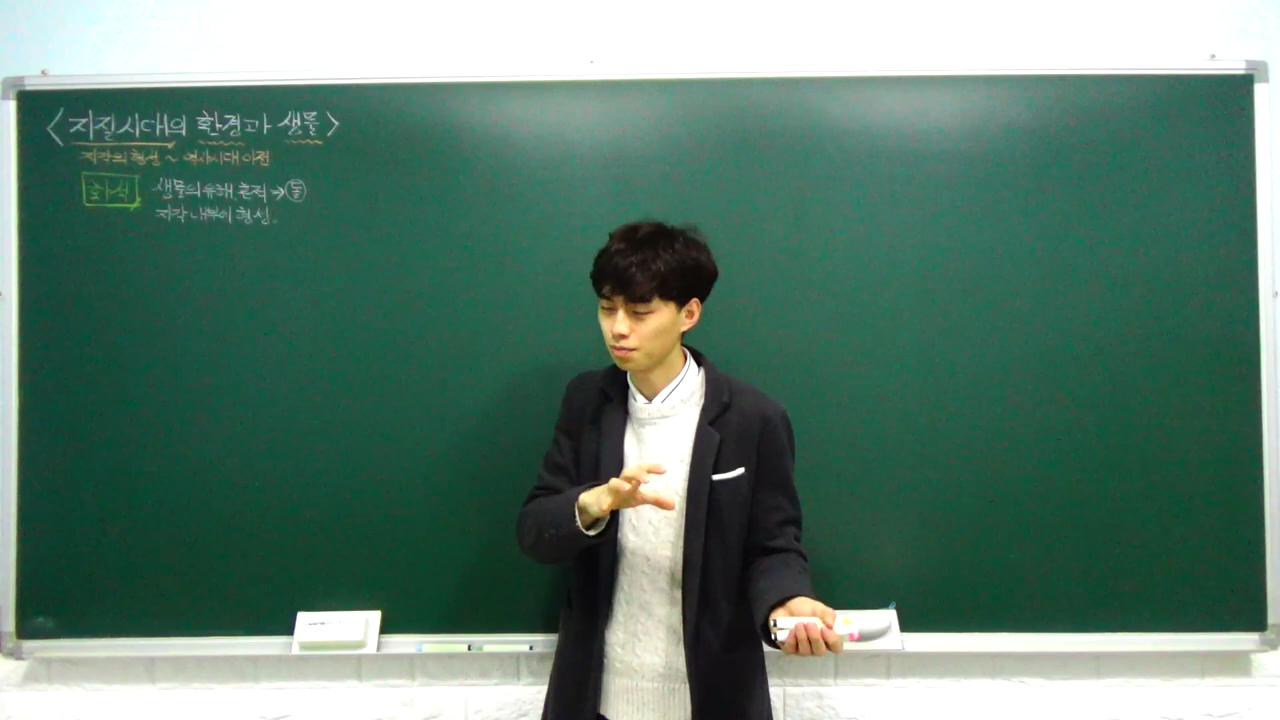 < 지질시대의 환경과 생물 >
지각의 형성 ~ 역사시대 이전
화석 생물의 유해, 흔적 → 돌
지각 내부에 형성.